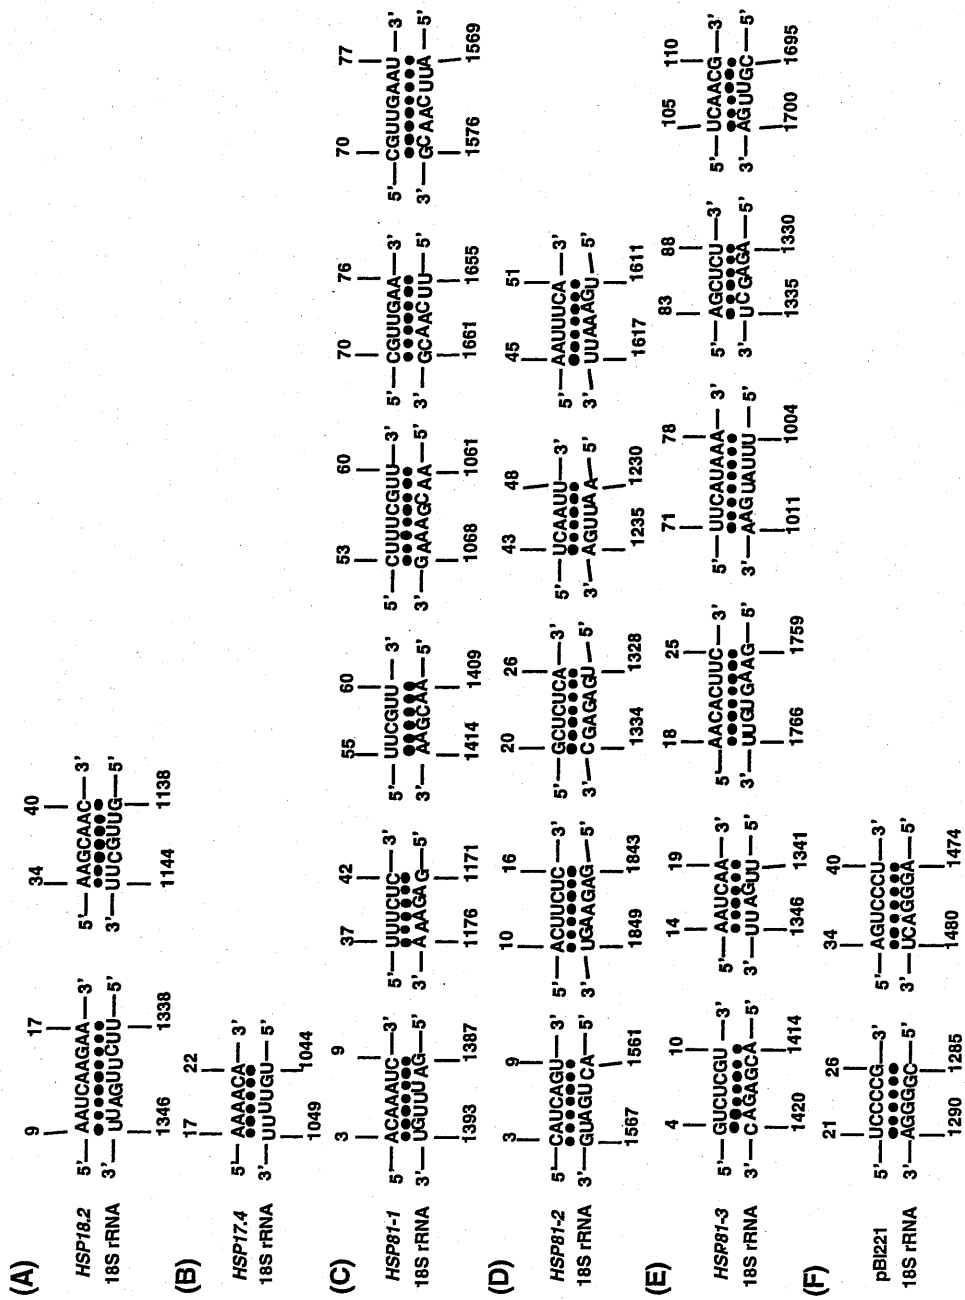 (A)
9 17 34 40
HSP18.2 5'—AAUCAAGAA—3' 5'—AAGCAAC—3'
18S rRNA 3'—UUAGUUCUU—5' 3'—UUCGUUG—5'
1346 1338 1144 1138
(B)
17 22
HSP17.4 5'—AAAACA—3'
18S rRNA 3'—UUUUGU—5'
1049 1044
(C)
3 9 37 42 55 60 53 60 70 76 70 77
HSP81-1 5'—ACAAAUC—3' 5'—UUUCUC—3' 5'—UUCGUU—3' 5'—CUUUCGUU—3' 5'—CGUUGAA—3' 5'—CGUUGAAU—3'
18S rRNA 3'—UGUUUAG—5' 3'—AAAGAG—5' 3'—AAGCAA—5' 3'—GAAAGCAA—5' 3'—GCAACUU—5' 3'—GCAACUUA—5'
1393 1387 1176 1171 1414 1409 1068 1061 1661 1655 1576 1569
(D)
3 9 10 16 20 26 43 48 45 51
HSP81-2 5'—CAUCAGU—3' 5'—ACUUCUC—3' 5'—GCUCUCA—3' 5'—UCAAUU—3' 5'—AAUUUCA—3'
18S rRNA 3'—GUAGUCA—5' 3'—UGAAGAG—5' 3'—CGAGAGU—5' 3'—AGUUAA—5' 3'—UUAAAGU—5'
1567 1561 1849 1843 1334 1328 1235 1230 1617 1611
(E)
4 10 14 19 18 25 71 78 83 88 105 110
HSP81-3 5'—GUCUCGU—3' 5'—AAUCAA—3' 5'—AACACUUC—3' 5'—UUCAUAAA—3' 5'—AGCUCU—3' 5'—UCAACG—3'
18S rRNA 3'—CAGAGCA—5' 3'—UUAGUU—5' 3'—UUGUGAAG—5' 3'—AAGUAUUU—5' 3'—UCGAGA—5' 3'—AGUUGC—5'
1420 1414 1346 1341 1766 1759 1011 1004 1335 1330 1700 1695
(F)
21 26 34 40
pBI221 5'—UCCCCG—3' 5'—AGUCCCU—3'
18S rRNA 3'—AGGGGC—5' 3'—UCAGGGA—5'
1290 1285 1480 1474